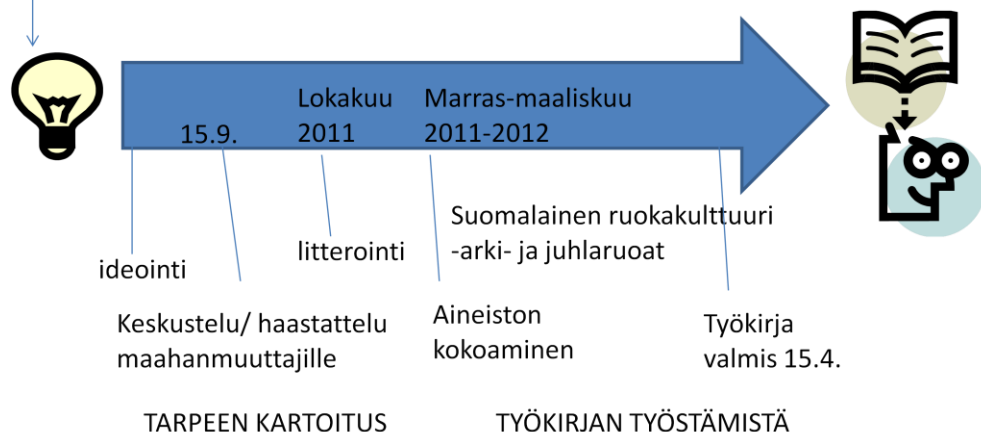 Lokakuu
2011
Marras-maaliskuu
2011-2012
15.9.
ideointi
litterointi
Suomalainen ruokakulttuuri
-arki- ja juhlaruoat
Keskustelu/ haastattelu
maahanmuuttajille
Aineiston
kokoaminen
Työkirja
valmis 15.4.
TARPEEN KARTOITUS
TYÖKIRJAN TYÖSTÄMISTÄ